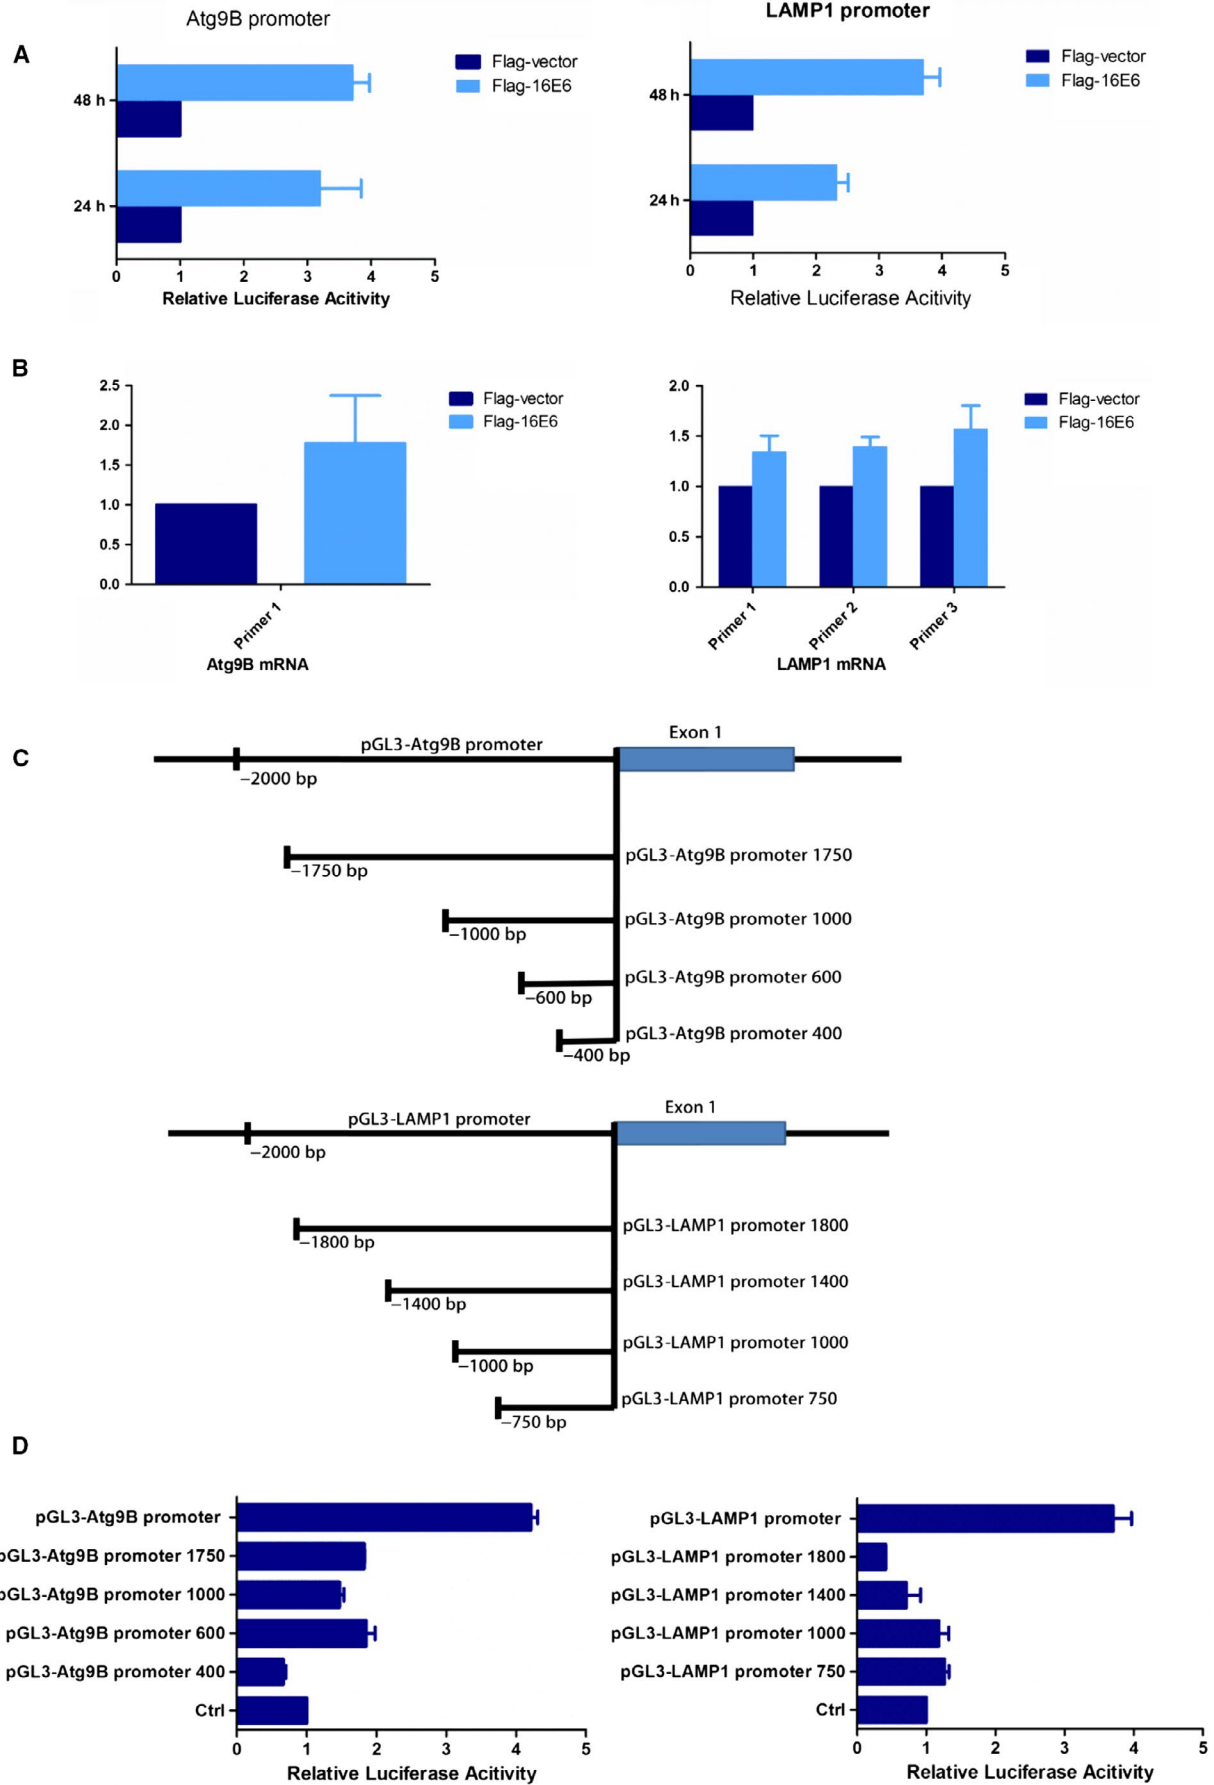 Atg9B promoter
LAMP1 promoter
A
Flag-vector
Flag-16E6
48 h
24 h
0 1 2 3 4 5
Relative Luciferase Acitivity
Flag-vector
Flag-16E6
48 h
24 h
0 1 2 3 4 5
Relative Luciferase Acitivity
B
2.5
2.0
1.5
1.0
0.5
0.0
Flag-vector
Flag-16E6
Primer 1
Atg9B mRNA
2.0
1.5
1.0
0.5
0.0
Flag-vector
Flag-16E6
Primer 1
Primer 2
Primer 3
LAMP1 mRNA
C
pGL3-Atg9B promoter
Exon 1
−2000 bp
−1750 bp
pGL3-Atg9B promoter 1750
−1000 bp
pGL3-Atg9B promoter 1000
−600 bp
pGL3-Atg9B promoter 600
−400 bp
pGL3-Atg9B promoter 400
pGL3-LAMP1 promoter
Exon 1
−2000 bp
−1800 bp
pGL3-LAMP1 promoter 1800
−1400 bp
pGL3-LAMP1 promoter 1400
−1000 bp
pGL3-LAMP1 promoter 1000
−750 bp
pGL3-LAMP1 promoter 750
D
pGL3-Atg9B promoter
pGL3-Atg9B promoter 1750
pGL3-Atg9B promoter 1000
pGL3-Atg9B promoter 600
pGL3-Atg9B promoter 400
Ctrl
0 1 2 3 4 5
Relative Luciferase Acitivity
pGL3-LAMP1 promoter
pGL3-LAMP1 promoter 1800
pGL3-LAMP1 promoter 1400
pGL3-LAMP1 promoter 1000
pGL3-LAMP1 promoter 750
Ctrl
0 1 2 3 4 5
Relative Luciferase Acitivity